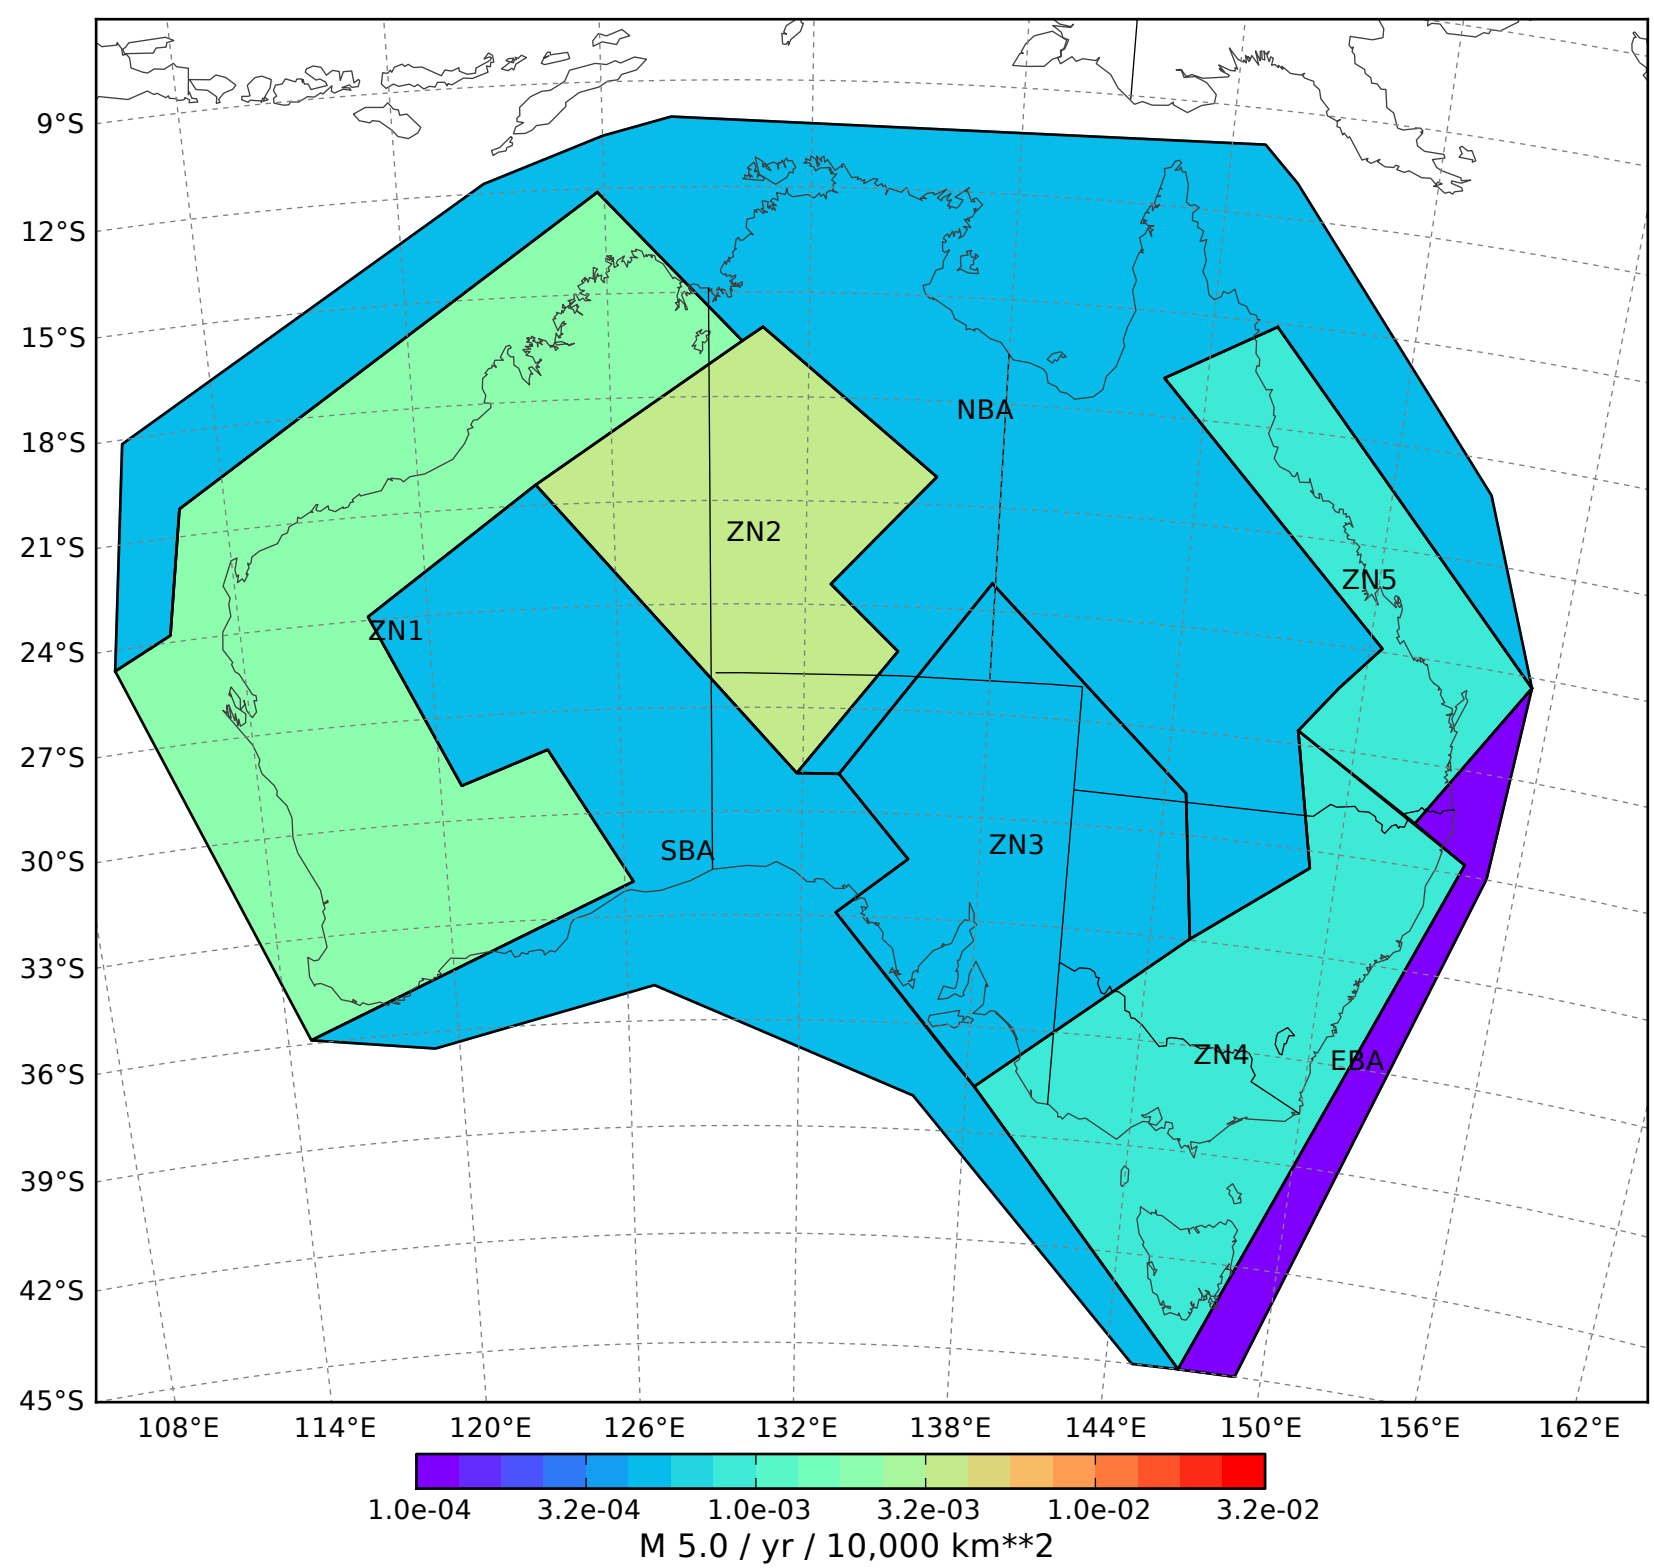 9°S
12°S
15°S
18°S
NBA
21°S
ZN2
ZN5
24°S
ZN1
27°S
30°S
SBA
ZN3
33°S
36°S
ZN4
EBA
39°S
42°S
45°S
108°E 114°E 120°E 126°E 132°E 138°E 144°E 150°E 156°E 162°E
1.0e-04 3.2e-04 1.0e-03 3.2e-03 1.0e-02 3.2e-02
M 5.0 / yr / 10,000 km**2